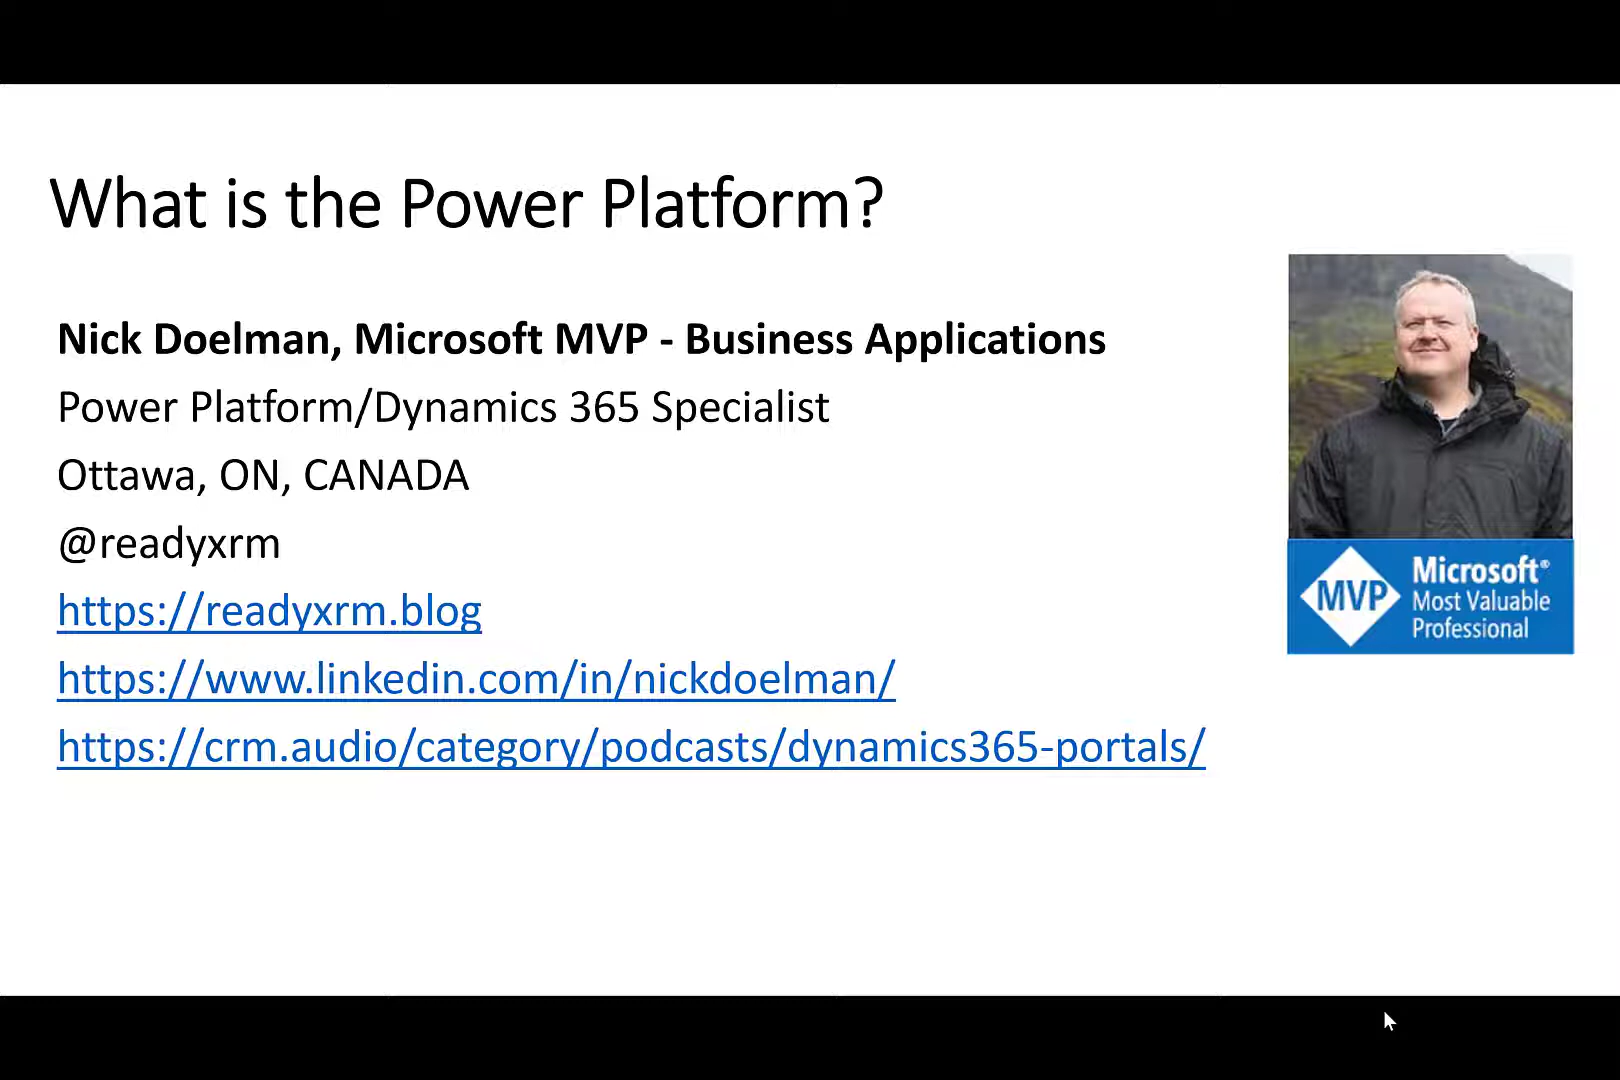 What is the Power Platform?
Nick Doelman, Microsoft MVP - Business Applications
Power Platform/Dynamics 365 Specialist
Ottawa, ON, CANADA
@readyxrm
https://readyxrm.blog
https://www.linkedin.com/in/nickdoelman/
https://crm.audio/category/podcasts/dynamics365-portals/
MVP
Microsoft®
Most Valuable
Professional